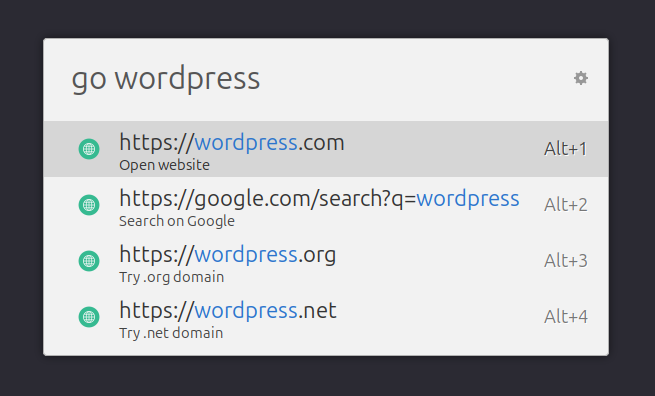 go wordpress
https://wordpress.com Alt+1
Open website
https://google.com/search?q=wordpress Alt+2
Search on Google
https://wordpress.org Alt+3
Try .org domain
https://wordpress.net Alt+4
Try .net domain